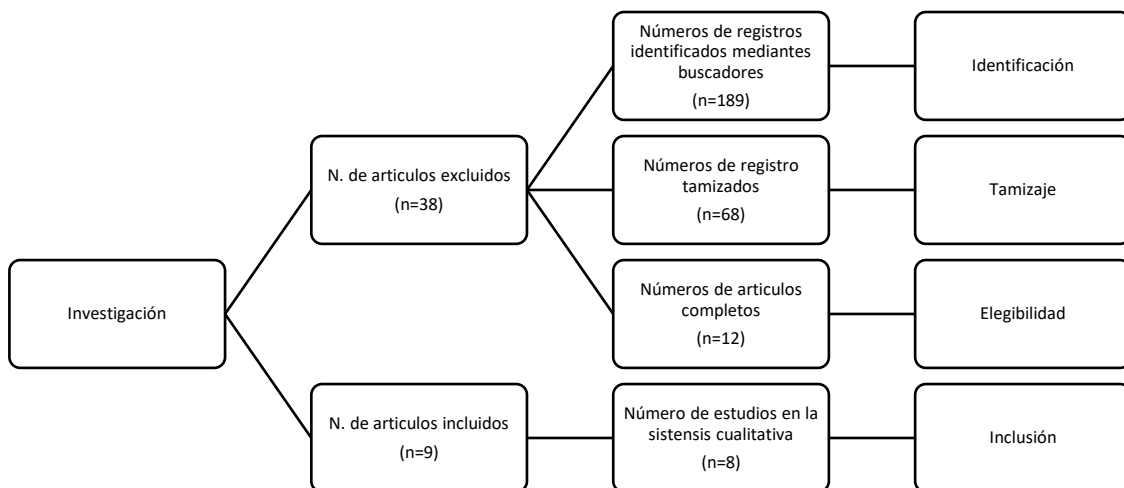 Investigación
N. de articulos excluidos
(n=38)
Números de registros
identificados mediantes
buscadores
(n=189)
Identificación
Números de registro
tamizados
(n=68)
Tamizaje
Números de articulos
completos
(n=12)
Elegibilidad
N. de articulos incluidos
(n=9)
Número de estudios en la
sistensis cualitativa
(n=8)
Inclusión